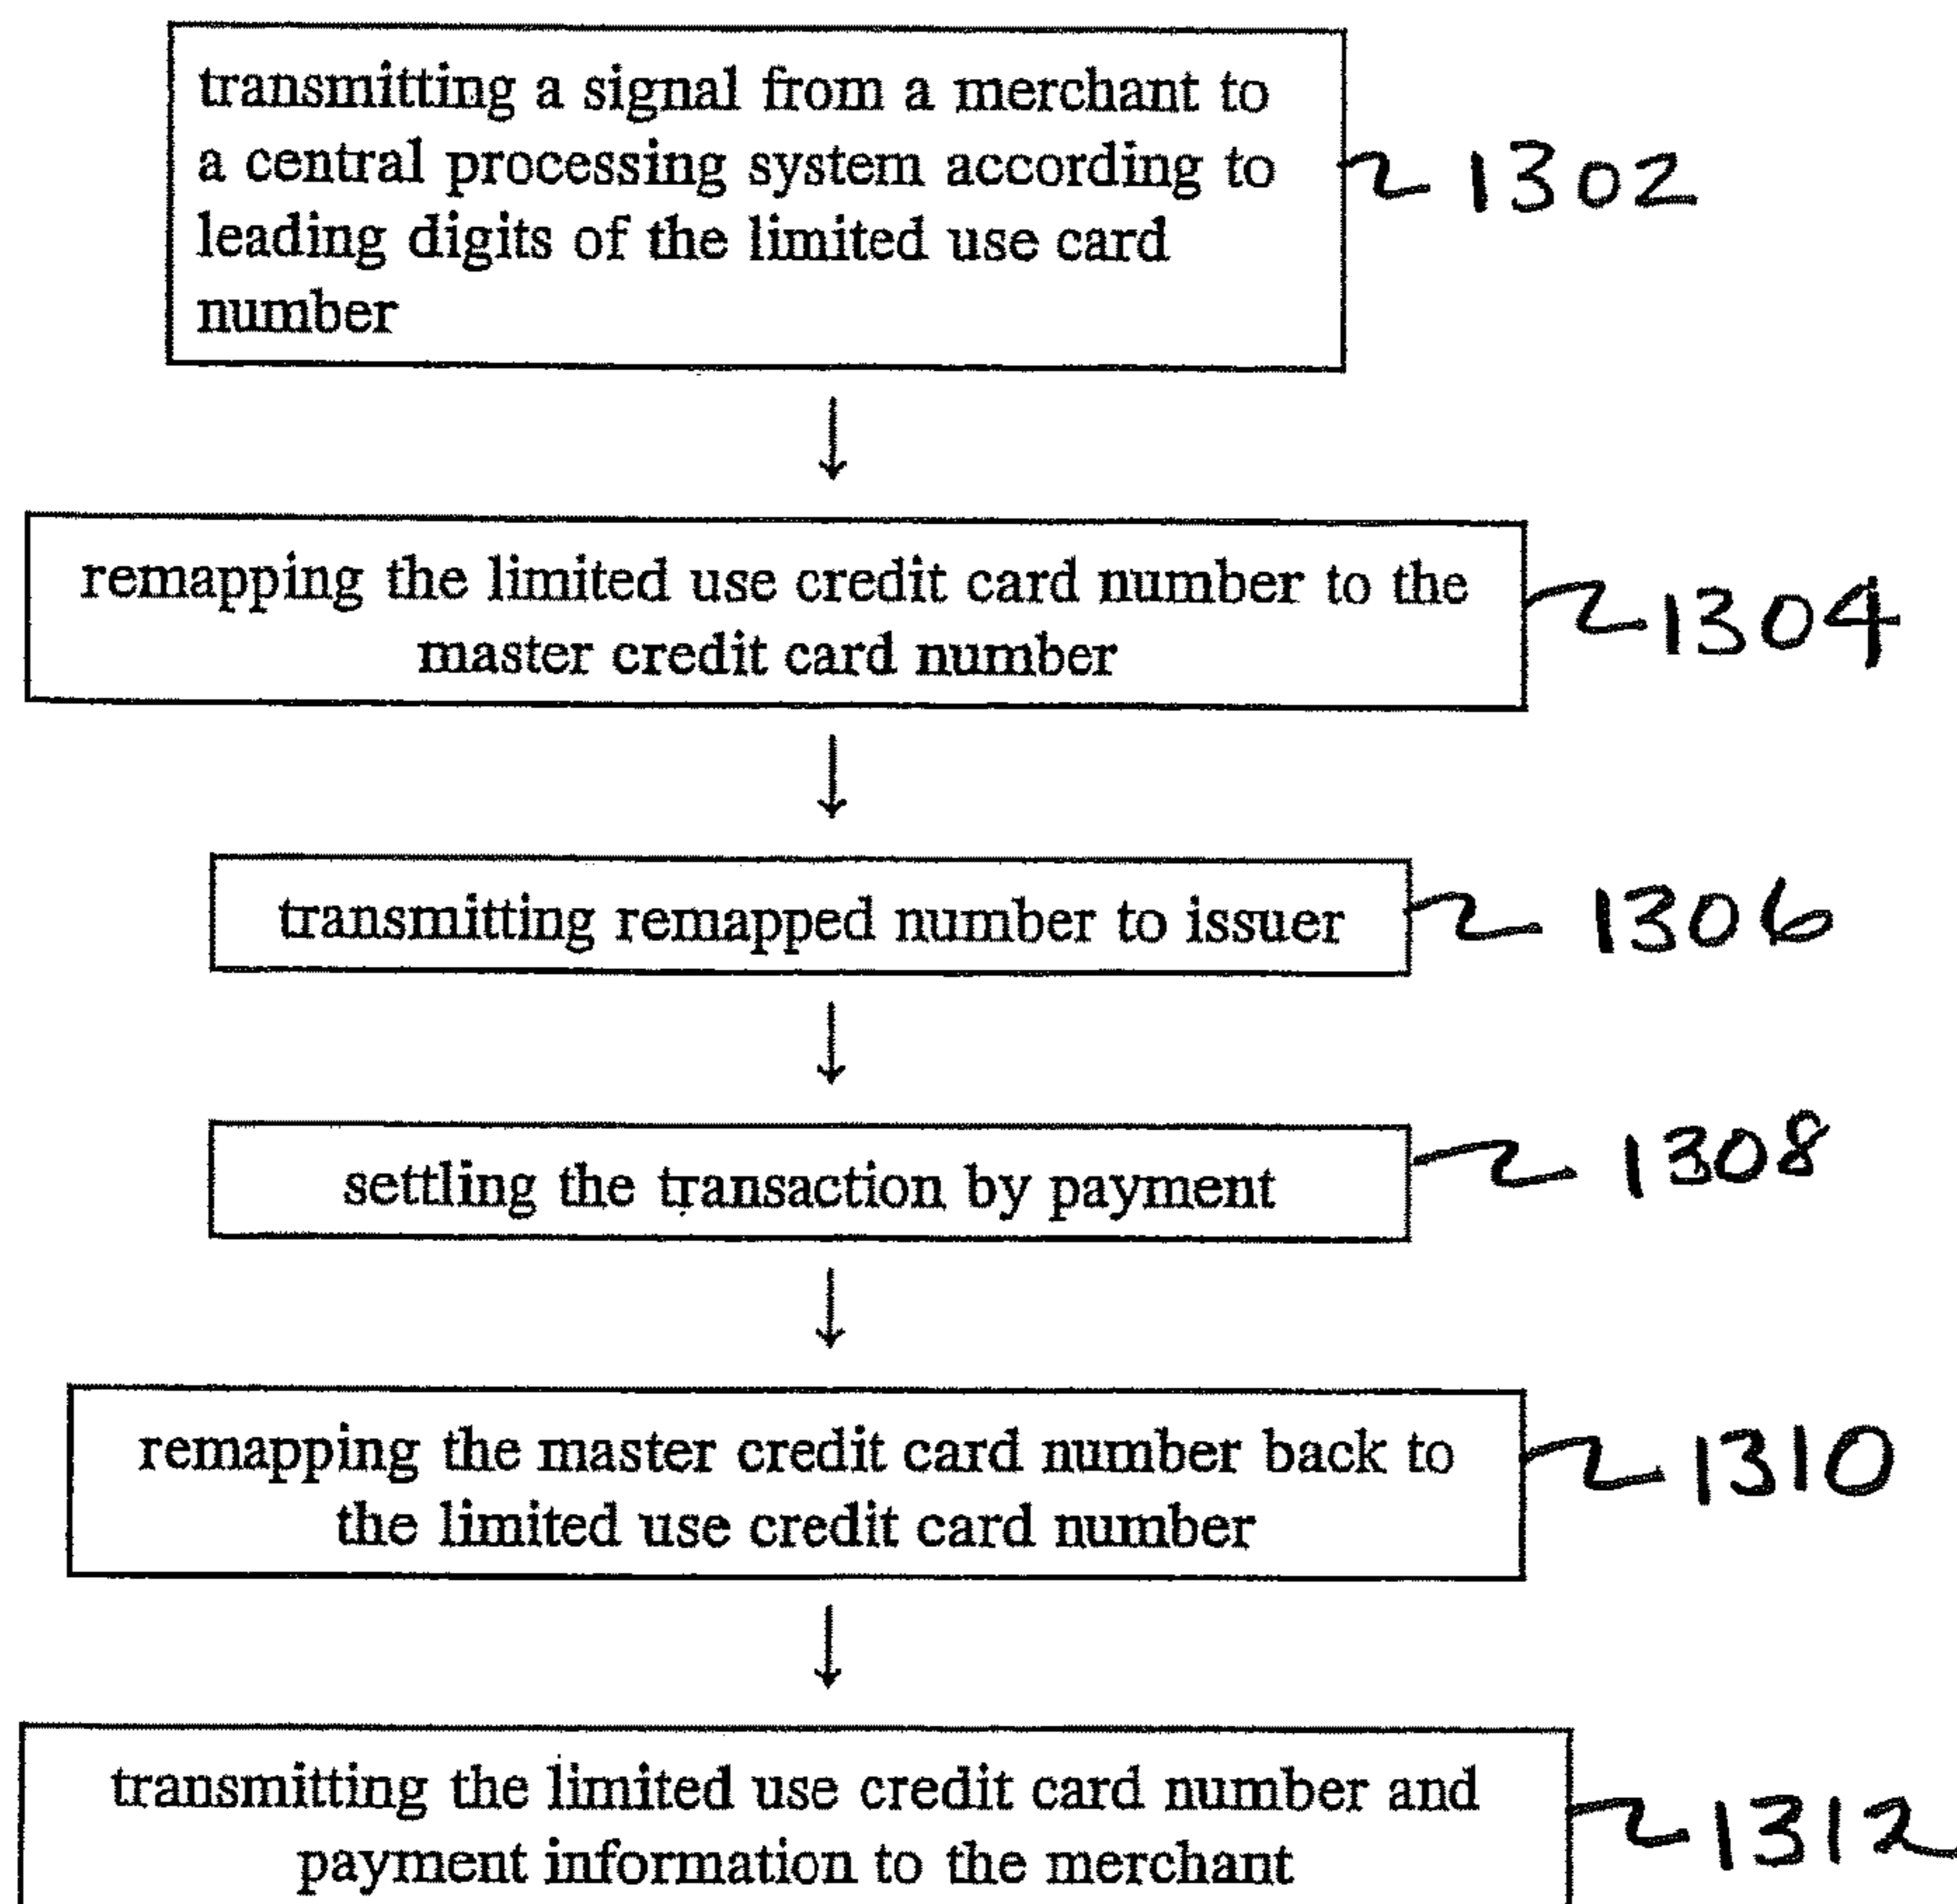 transmitting a signal from a merchant to
a central processing system according to
leading digits of the limited use card
number
1302
remapping the limited use credit card number to the
master credit card number
1304
transmitting remapped number to issuer
1306
settling the transaction by payment
1308
remapping the master credit card number back to
the limited use credit card number
1310
transmitting the limited use credit card number and
payment information to the merchant
1312